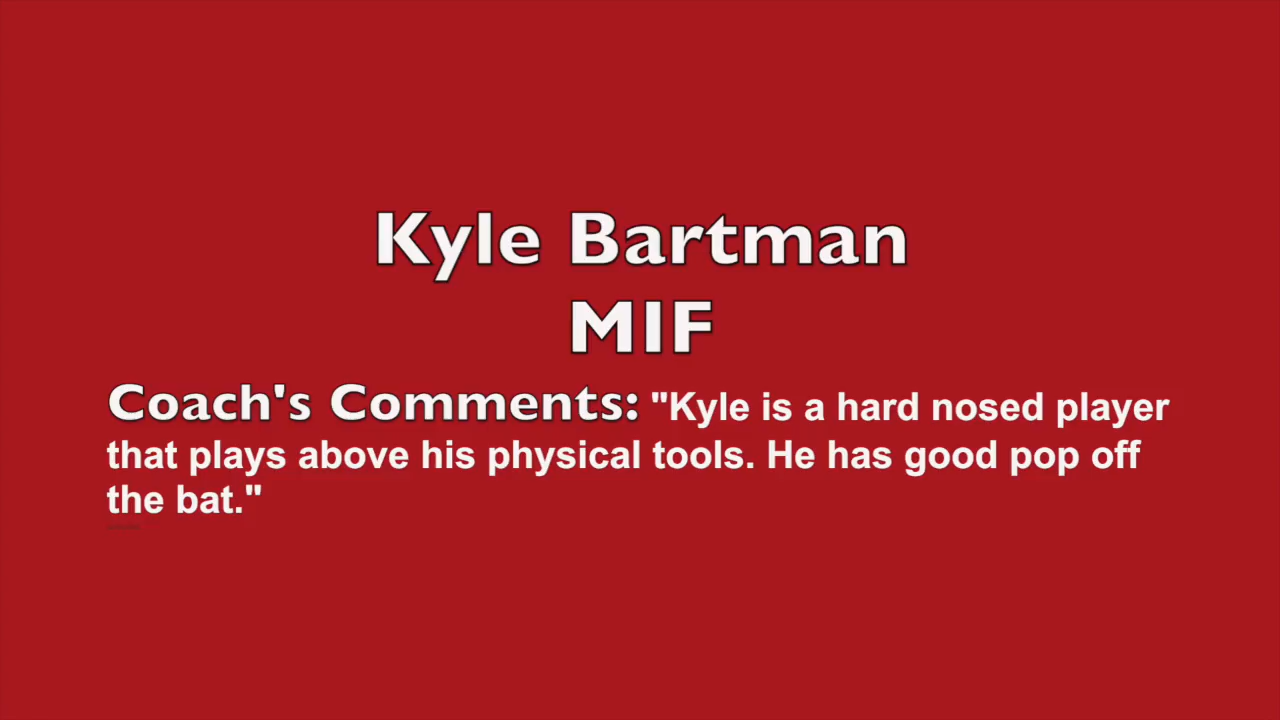 Kyle Bartman
MIF
Coach's Comments: "Kyle is a hard nosed player
that plays above his physical tools. He has good pop off
the bat."